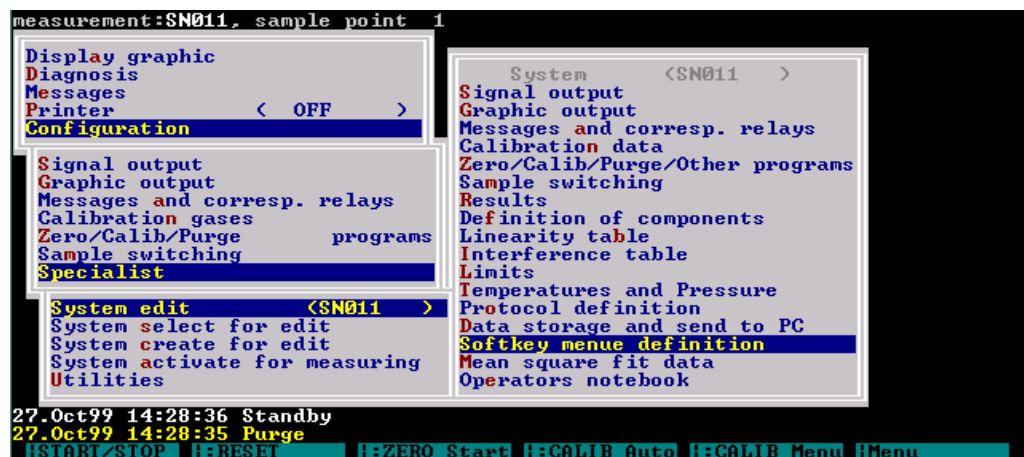 measurement:SN011, sample point 1
Display graphic
Diagnosis
Messages
Printer < OFF >
Configuration
Signal output
Graphic output
Messages and corresp. relays
Calibration gases
Zero/Calib/Purge programs
Sample switching
Specialist
System edit <SN011 >
System select for edit
System create for edit
System activate for measuring
Utilities
System <SN011 >
Signal output
Graphic output
Messages and corresp. relays
Calibration data
Zero/Calib/Purge/Other programs
Sample switching
Results
Definition of components
Linearity table
Interference table
Limits
Temperatures and Pressure
Protocol definition
Data storage and send to PC
Softkey menue definition
Mean square fit data
Operators notebook
27.Oct99 14:28:36 Standby
27.Oct99 14:28:35 Purge
START/STOP RESET ZERO Start CALIB Auto CALIB Menu Menu